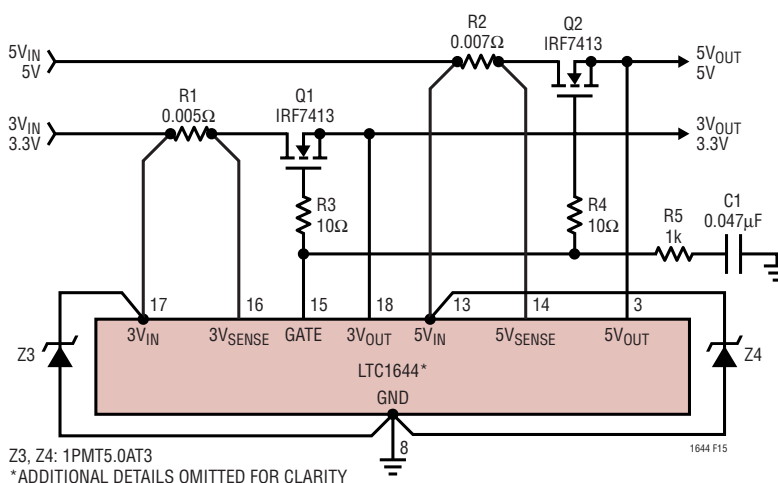 R2
0.007Ω
Q2
IRF7413
5VIN
5V
5VOUT
5V
R1
0.005Ω
Q1
IRF7413
3VIN
3.3V
3VOUT
3.3V
R3
10Ω
R4
10Ω
R5
1k
C1
0.047µF
17
16
15
18
13
14
3
3VIN
3VSENSE
GATE
3VOUT
5VIN
5VSENSE
5VOUT
Z3
Z4
LTC1644*
GND
8
1644 F15
Z3, Z4: 1PMT5.0AT3
*ADDITIONAL DETAILS OMITTED FOR CLARITY